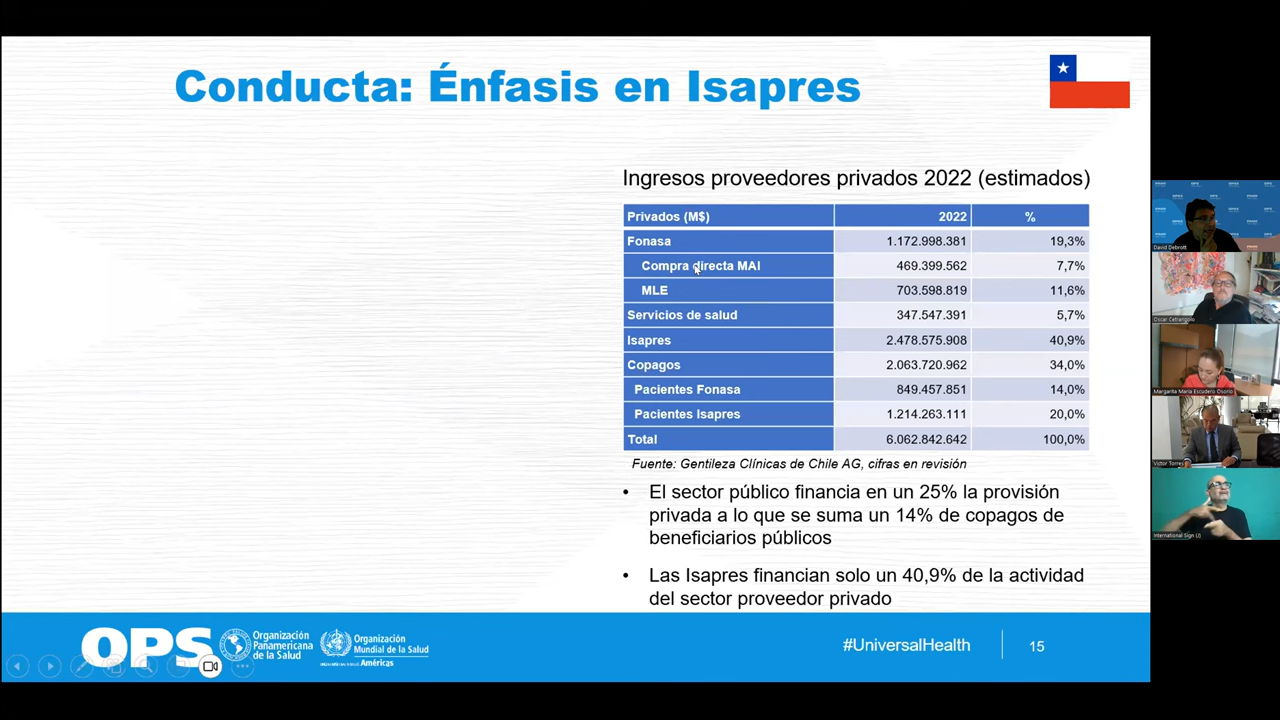 Conducta: Énfasis en Isapres
Ingresos proveedores privados 2022 (estimados)
Privados (M$) 2022 %
Fonasa 1.172.998.381 19,3%
Compra directa MAI 469.399.562 7,7%
MLE 703.598.819 11,6%
Servicios de salud 347.547.391 5,7%
Isapres 2.478.575.908 40,9%
Copagos 2.063.720.962 34,0%
Pacientes Fonasa 849.457.851 14,0%
Pacientes Isapres 1.214.263.111 20,0%
Total 6.062.842.642 100,0%
Fuente: Gentileza Clínicas de Chile AG, cifras en revisión
• El sector público financia en un 25% la provisión
privada a lo que se suma un 14% de copagos de
beneficiarios públicos
• Las Isapres financian solo un 40,9% de la actividad
del sector proveedor privado
OPS
Organización
Panamericana
de la Salud
Organización
Mundial de la Salud
Américas
#UniversalHealth
15
David Debrott
Oscar Cetrangolo
Margarita María Escudero Osorio
Victor Torres
International Sign (J)